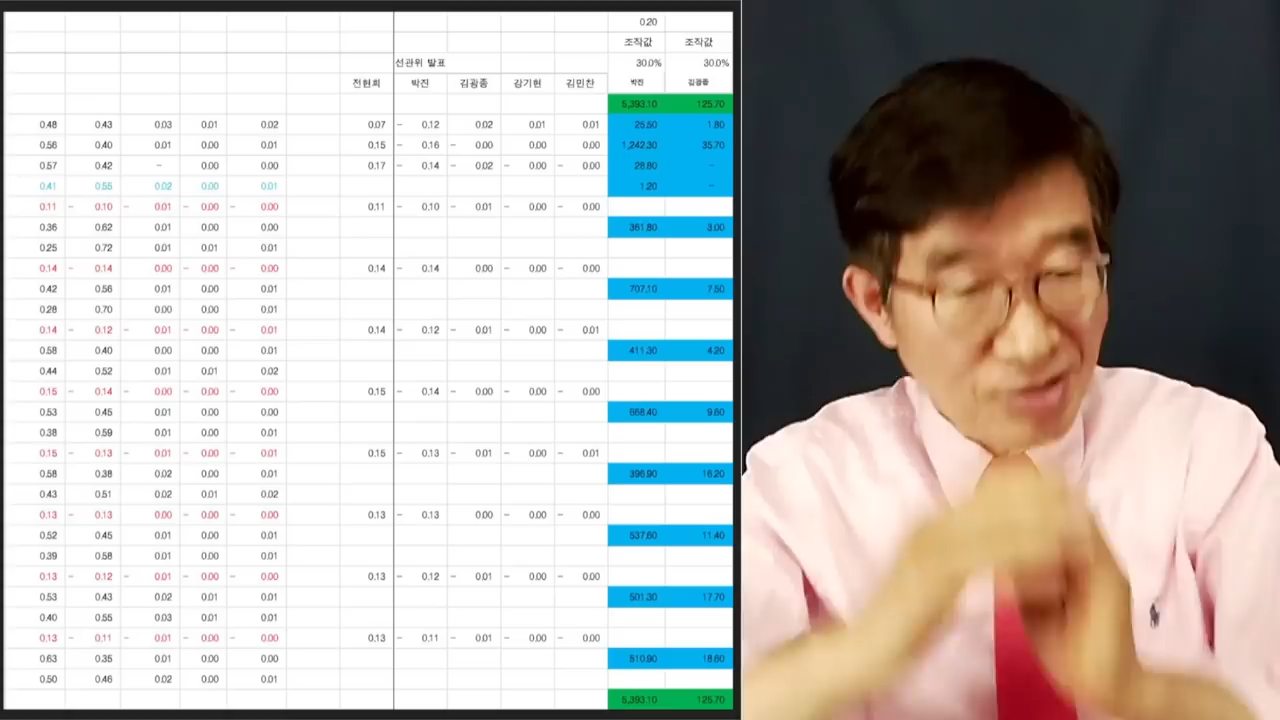 0.20
조작값 조작값
선관위 발표 30.0% 30.0%
전현희 박진 김광종 강기현 김민찬 박진 김광종
5,393.10 125.70
0.48 0.43 0.03 0.01 0.02 0.07 - 0.12 0.02 0.01 0.01 25.50 1.80
0.56 0.40 0.01 0.00 0.01 0.15 - 0.16 - 0.00 0.00 0.00 1,242.30 35.70
0.57 0.42 - 0.00 0.00 0.17 - 0.14 - 0.02 - 0.00 - 0.00 28.80 -
0.41 0.55 0.02 0.00 0.01 1.20 -
0.11 - 0.10 - 0.01 - 0.00 - 0.00 0.11 - 0.10 - 0.01 - 0.00 - 0.00
0.36 0.62 0.01 0.00 0.00 361.80 3.00
0.25 0.72 0.01 0.01 0.01
0.14 - 0.14 0.00 - 0.00 - 0.00 0.14 - 0.14 0.00 - 0.00 - 0.00
0.42 0.56 0.01 0.00 0.01 707.10 7.50
0.28 0.70 0.00 0.00 0.01
0.14 - 0.12 - 0.01 - 0.00 - 0.01 0.14 - 0.12 - 0.01 - 0.00 - 0.01
0.58 0.40 0.00 0.00 0.01 411.30 4.20
0.44 0.52 0.01 0.01 0.02
0.15 - 0.14 - 0.00 - 0.00 - 0.00 0.15 - 0.14 - 0.00 - 0.00 - 0.00
0.53 0.45 0.01 0.00 0.00 668.40 9.60
0.38 0.59 0.01 0.00 0.01
0.15 - 0.13 - 0.01 - 0.00 - 0.01 0.15 - 0.13 - 0.01 - 0.00 - 0.01
0.58 0.38 0.02 0.00 0.01 396.90 16.20
0.43 0.51 0.02 0.01 0.02
0.13 - 0.13 0.00 - 0.00 - 0.00 0.13 - 0.13 0.00 - 0.00 - 0.00
0.52 0.45 0.01 0.00 0.01 537.60 11.40
0.39 0.58 0.01 0.00 0.01
0.13 - 0.12 - 0.01 - 0.00 - 0.00 0.13 - 0.12 - 0.01 - 0.00 - 0.00
0.53 0.43 0.02 0.01 0.01 501.30 17.70
0.40 0.55 0.03 0.01 0.01
0.13 - 0.11 - 0.01 - 0.00 - 0.00 0.13 - 0.11 - 0.01 - 0.00 - 0.00
0.63 0.35 0.01 0.00 0.00 510.90 18.60
0.50 0.46 0.02 0.00 0.01
5,393.10 125.70